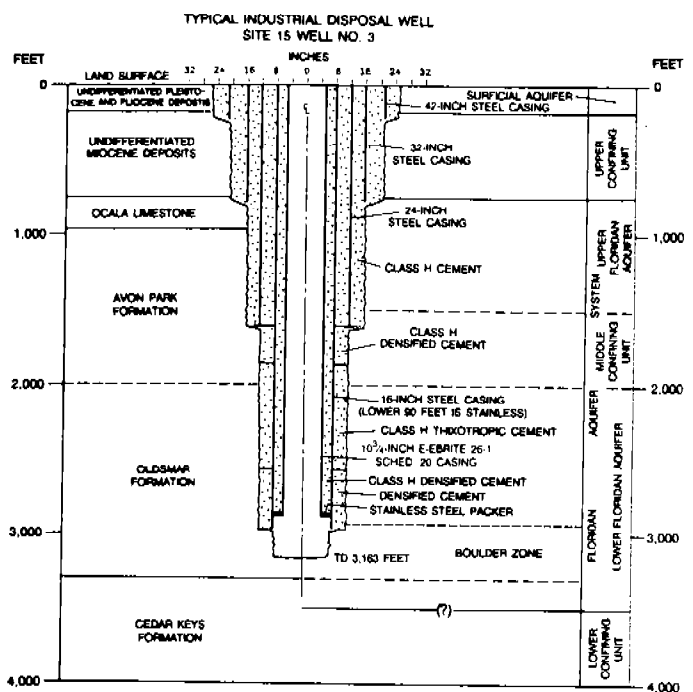 TYPICAL INDUSTRIAL DISPOSAL WELL
SITE 15 WELL NO. 3
INCHES
FEET
FEET
32 24 16 8 0 8 16 24 32
LAND SURFACE
0
0
UNDIFFERENTIATED PLEISTO-
CENE AND PLIOCENE DEPOSITS
SURFICIAL AQUIFER
42-INCH STEEL CASING
℄
UNDIFFERENTIATED
MIOCENE DEPOSITS
32-INCH
STEEL CASING
UPPER
CONFINING
UNIT
OCALA LIMESTONE
24-INCH
STEEL CASING
1,000
1,000
CLASS H CEMENT
SYSTEM
UPPER
FLORIDAN
AQUIFER
AVON PARK
FORMATION
CLASS H
DENSIFIED CEMENT
MIDDLE
CONFINING
UNIT
2,000
2,000
16-INCH STEEL CASING
(LOWER 90 FEET IS STAINLESS)
CLASS H THIXOTROPIC CEMENT
10¾-INCH E-EBRITE 26-1
SCHED 20 CASING
AQUIFER
OLDSMAR
FORMATION
CLASS H DENSIFIED CEMENT
DENSIFIED CEMENT
STAINLESS STEEL PACKER
LOWER FLORIDAN AQUIFER
3,000
3,000
TD 3,163 FEET
BOULDER ZONE
FLORIDAN
(?)
CEDAR KEYS
FORMATION
LOWER
CONFINING
UNIT
4,000
4,000